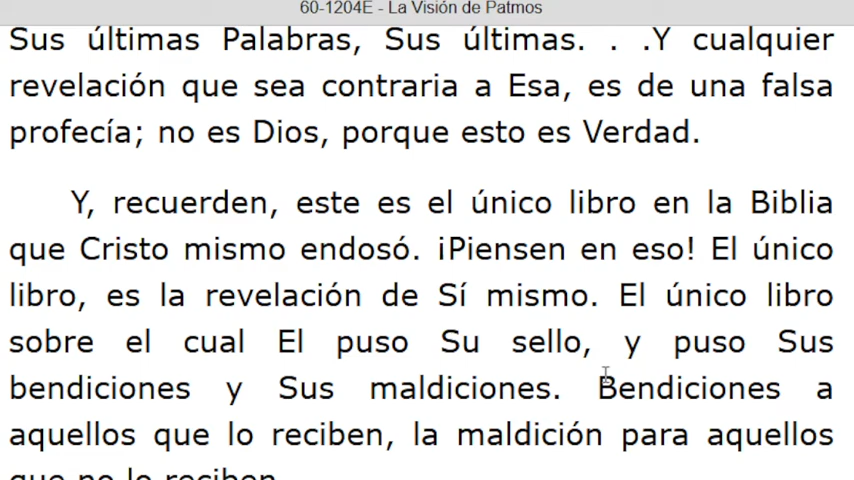 60-1204E - La Visión de Patmos
Sus últimas Palabras, Sus últimas. . .Y cualquier
revelación que sea contraria a Esa, es de una falsa
profecía; no es Dios, porque esto es Verdad.
Y, recuerden, este es el único libro en la Biblia
que Cristo mismo endosó. ¡Piensen en eso! El único
libro, es la revelación de Sí mismo. El único libro
sobre el cual El puso Su sello, y puso Sus
bendiciones y Sus maldiciones. Bendiciones a
aquellos que lo reciben, la maldición para aquellos
que no lo reciben